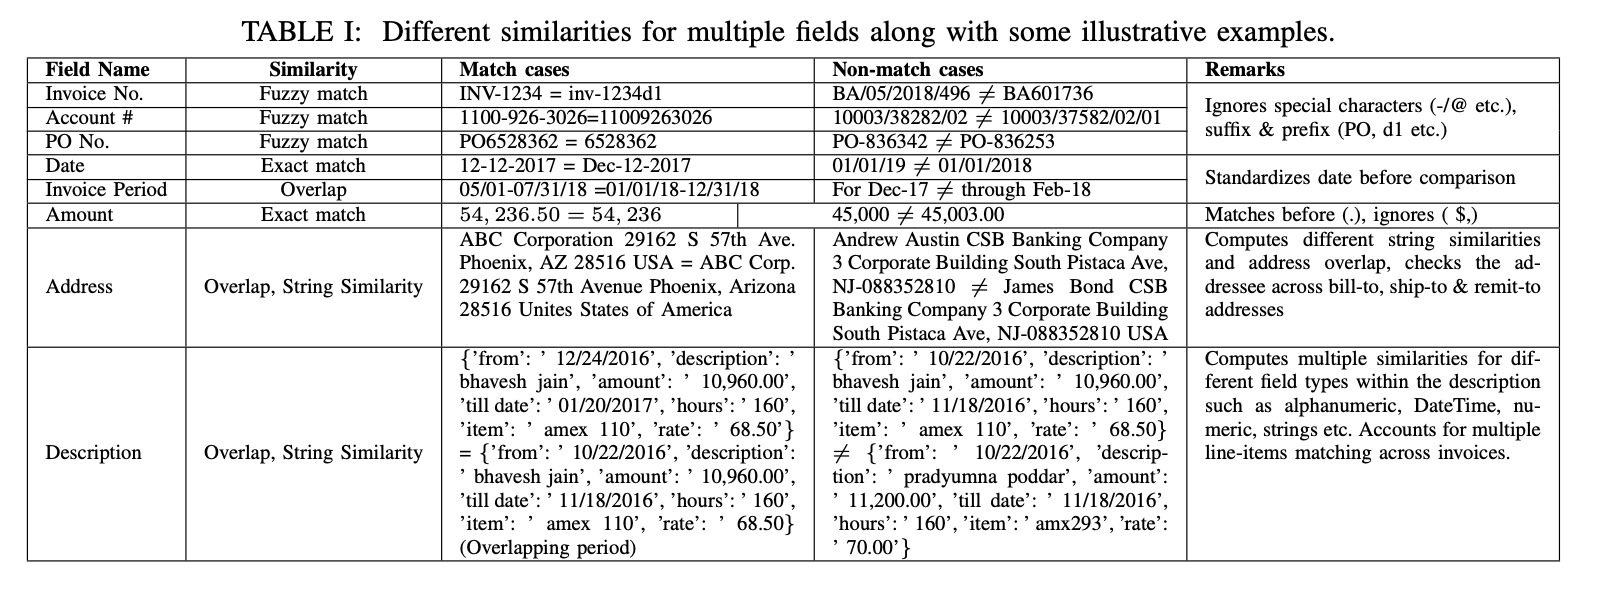 TABLE I: Different similarities for multiple fields along with some illustrative examples.
Field Name Similarity Match cases Non-match cases Remarks
Invoice No. Fuzzy match INV-1234 = inv-1234d1 BA/05/2018/496 ≠ BA601736
Account # Fuzzy match 1100-926-3026=11009263026 10003/38282/02 ≠ 10003/37582/02/01
PO No. Fuzzy match PO6528362 = 6528362 PO-836342 ≠ PO-836253
Ignores special characters (-/@ etc.),
suffix & prefix (PO, d1 etc.)
Date Exact match 12-12-2017 = Dec-12-2017 01/01/19 ≠ 01/01/2018
Invoice Period Overlap 05/01-07/31/18 =01/01/18-12/31/18 For Dec-17 ≠ through Feb-18
Standardizes date before comparison
Amount Exact match 54, 236.50 = 54, 236 45,000 ≠ 45,003.00 Matches before (.), ignores ( $,)
Address
Overlap, String Similarity
ABC Corporation 29162 S 57th Ave.
Phoenix, AZ 28516 USA = ABC Corp.
29162 S 57th Avenue Phoenix, Arizona
28516 Unites States of America
Andrew Austin CSB Banking Company
3 Corporate Building South Pistaca Ave,
NJ-088352810 ≠ James Bond CSB
Banking Company 3 Corporate Building
South Pistaca Ave, NJ-088352810 USA
Computes different string similarities
and address overlap, checks the ad-
dressee across bill-to, ship-to & remit-to
addresses
Description
Overlap, String Similarity
{'from': ' 12/24/2016', 'description': '
bhavesh jain', 'amount': ' 10,960.00',
'till date': ' 01/20/2017', 'hours': ' 160',
'item': ' amex 110', 'rate': ' 68.50'}
= {'from': ' 10/22/2016', 'description':
' bhavesh jain', 'amount': ' 10,960.00',
'till date': ' 11/18/2016', 'hours': ' 160',
'item': ' amex 110', 'rate': ' 68.50}
(Overlapping period)
{'from': ' 10/22/2016', 'description': '
bhavesh jain', 'amount': ' 10,960.00',
'till date': ' 11/18/2016', 'hours': ' 160',
'item': ' amex 110', 'rate': ' 68.50}
≠ {'from': ' 10/22/2016', 'descrip-
tion': ' pradyumna poddar', 'amount':
' 11,200.00', 'till date': ' 11/18/2016',
'hours': ' 160', 'item': ' amx293', 'rate':
' 70.00'}
Computes multiple similarities for dif-
ferent field types within the description
such as alphanumeric, DateTime, nu-
meric, strings etc. Accounts for multiple
line-items matching across invoices.